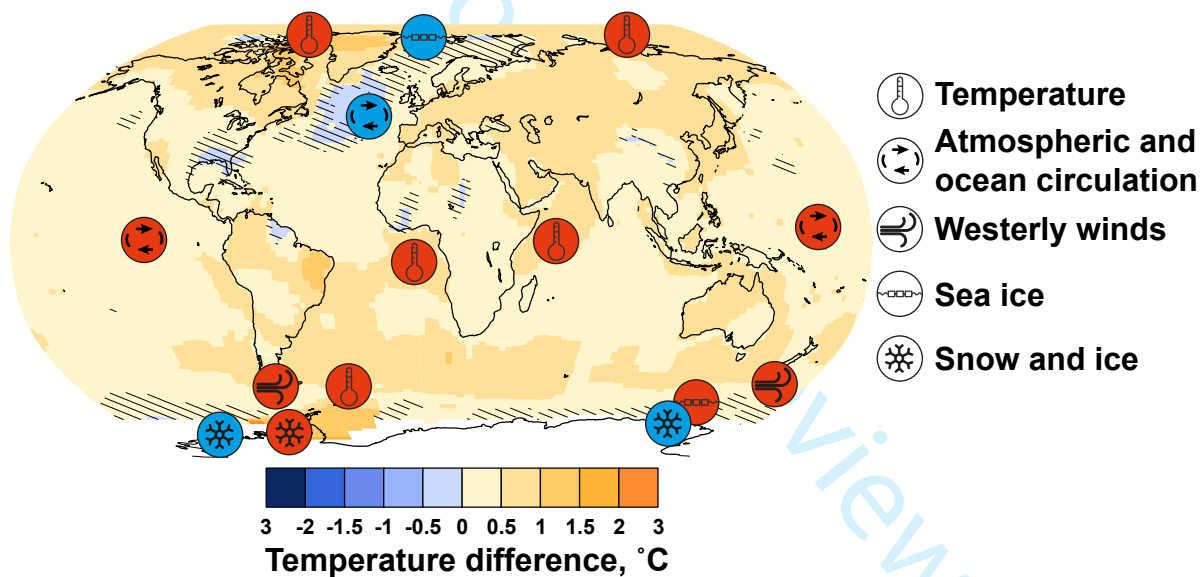 Temperature
Atmospheric and
ocean circulation
Westerly winds
Sea ice
Snow and ice
3 -2 -1.5 -1 -0.5 0 0.5 1 1.5 2 3
Temperature difference, ˚C
view